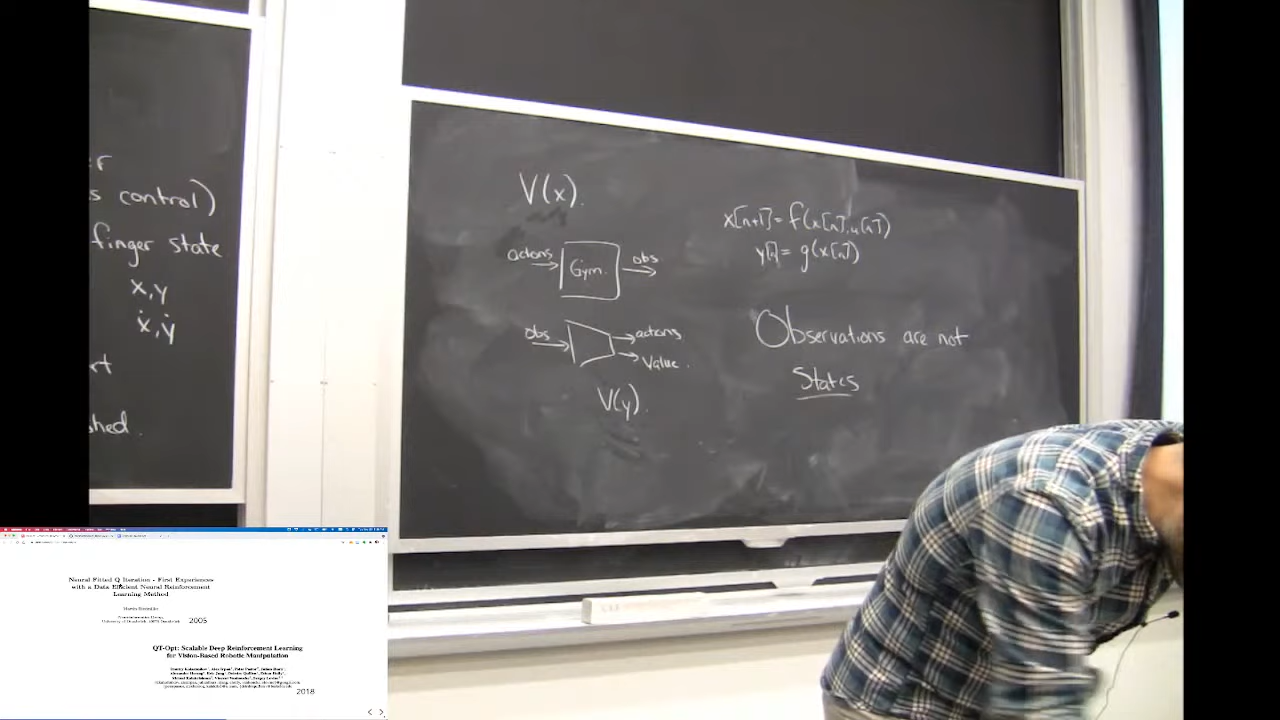 s control)
finger state
x,y
ẋ,ẏ
shed.
V(x).
actions
Gym.
obs
obs
actions
Value.
V(y).
x[n+1] = f(x[n],u[n])
y[n] = g(x[n])
Observations are not
States
Neural Fitted Q Iteration - First Experiences
with a Data Efficient Neural Reinforcement
Learning Method
Martin Riedmiller
2005
QT-Opt: Scalable Deep Reinforcement Learning
for Vision-Based Robotic Manipulation
2018